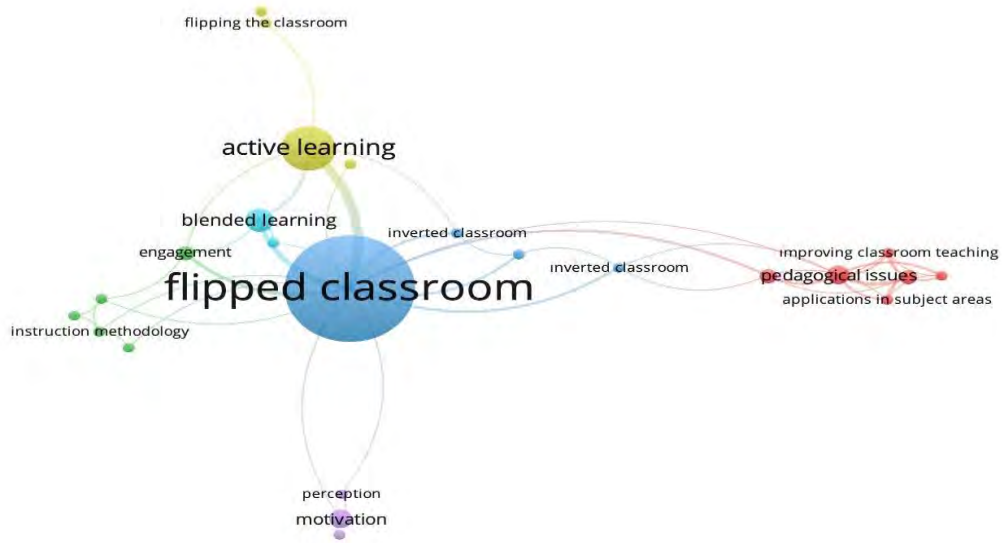 flipping the classroom
active learning
blended learning
inverted classroom
engagement
improving classroom teaching
inverted classroom
pedagogical issues
flipped classroom
applications in subject areas
instruction methodology
perception
motivation